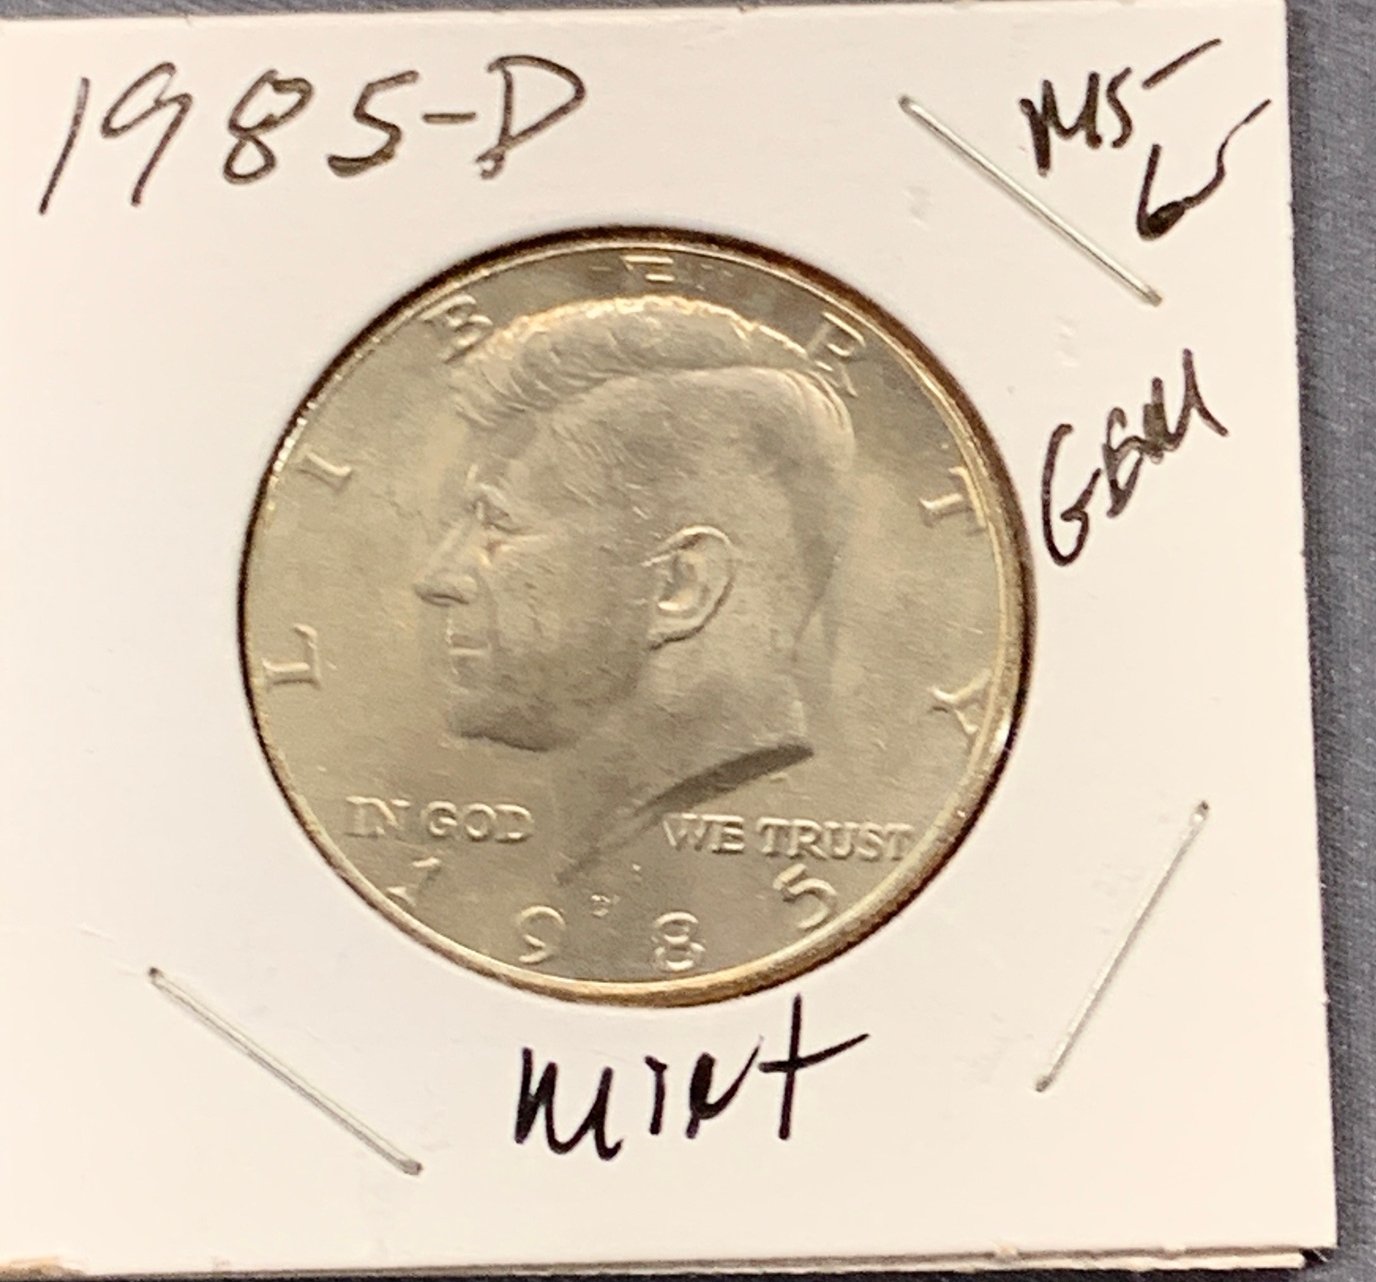 1985-D
MS-
65
GEM
LIBERTY
IN GOD WE TRUST
D
1985
mint